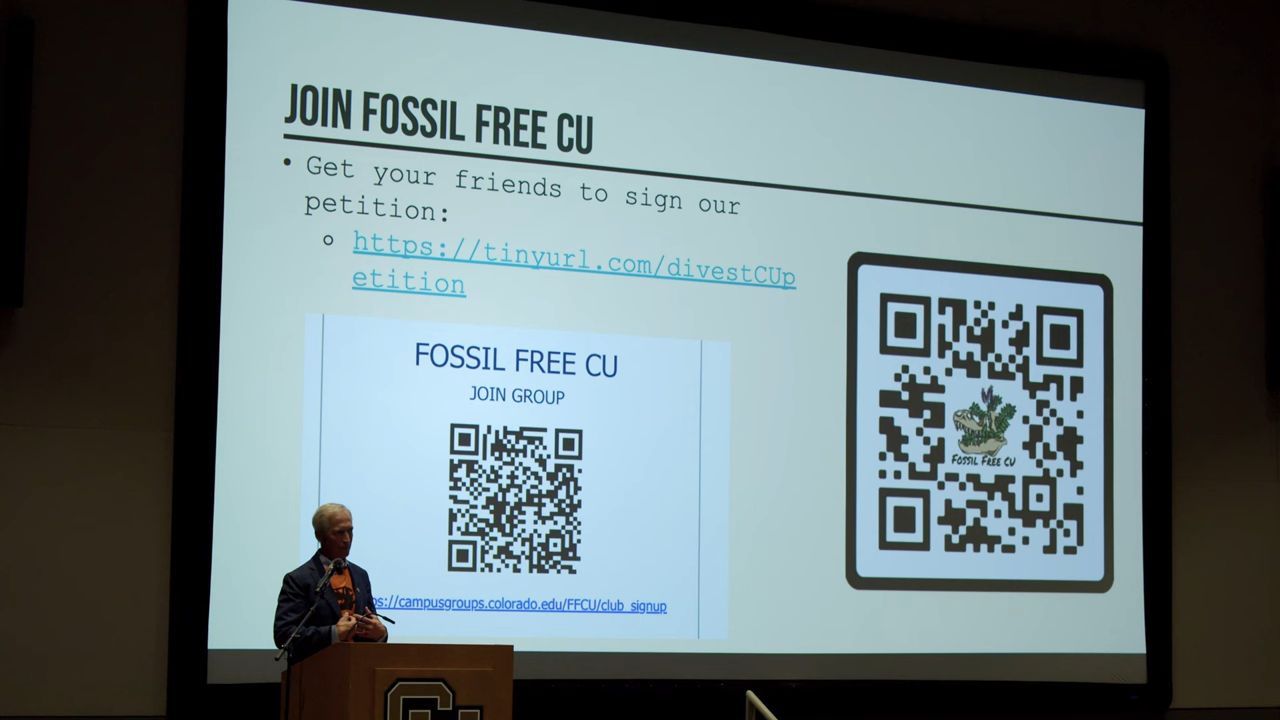 JOIN FOSSIL FREE CU
• Get your friends to sign our
petition:
○ https://tinyurl.com/divestCUp
etition
FOSSIL FREE CU
JOIN GROUP
ps://campusgroups.colorado.edu/FFCU/club_signup
FOSSIL FREE CU
CU